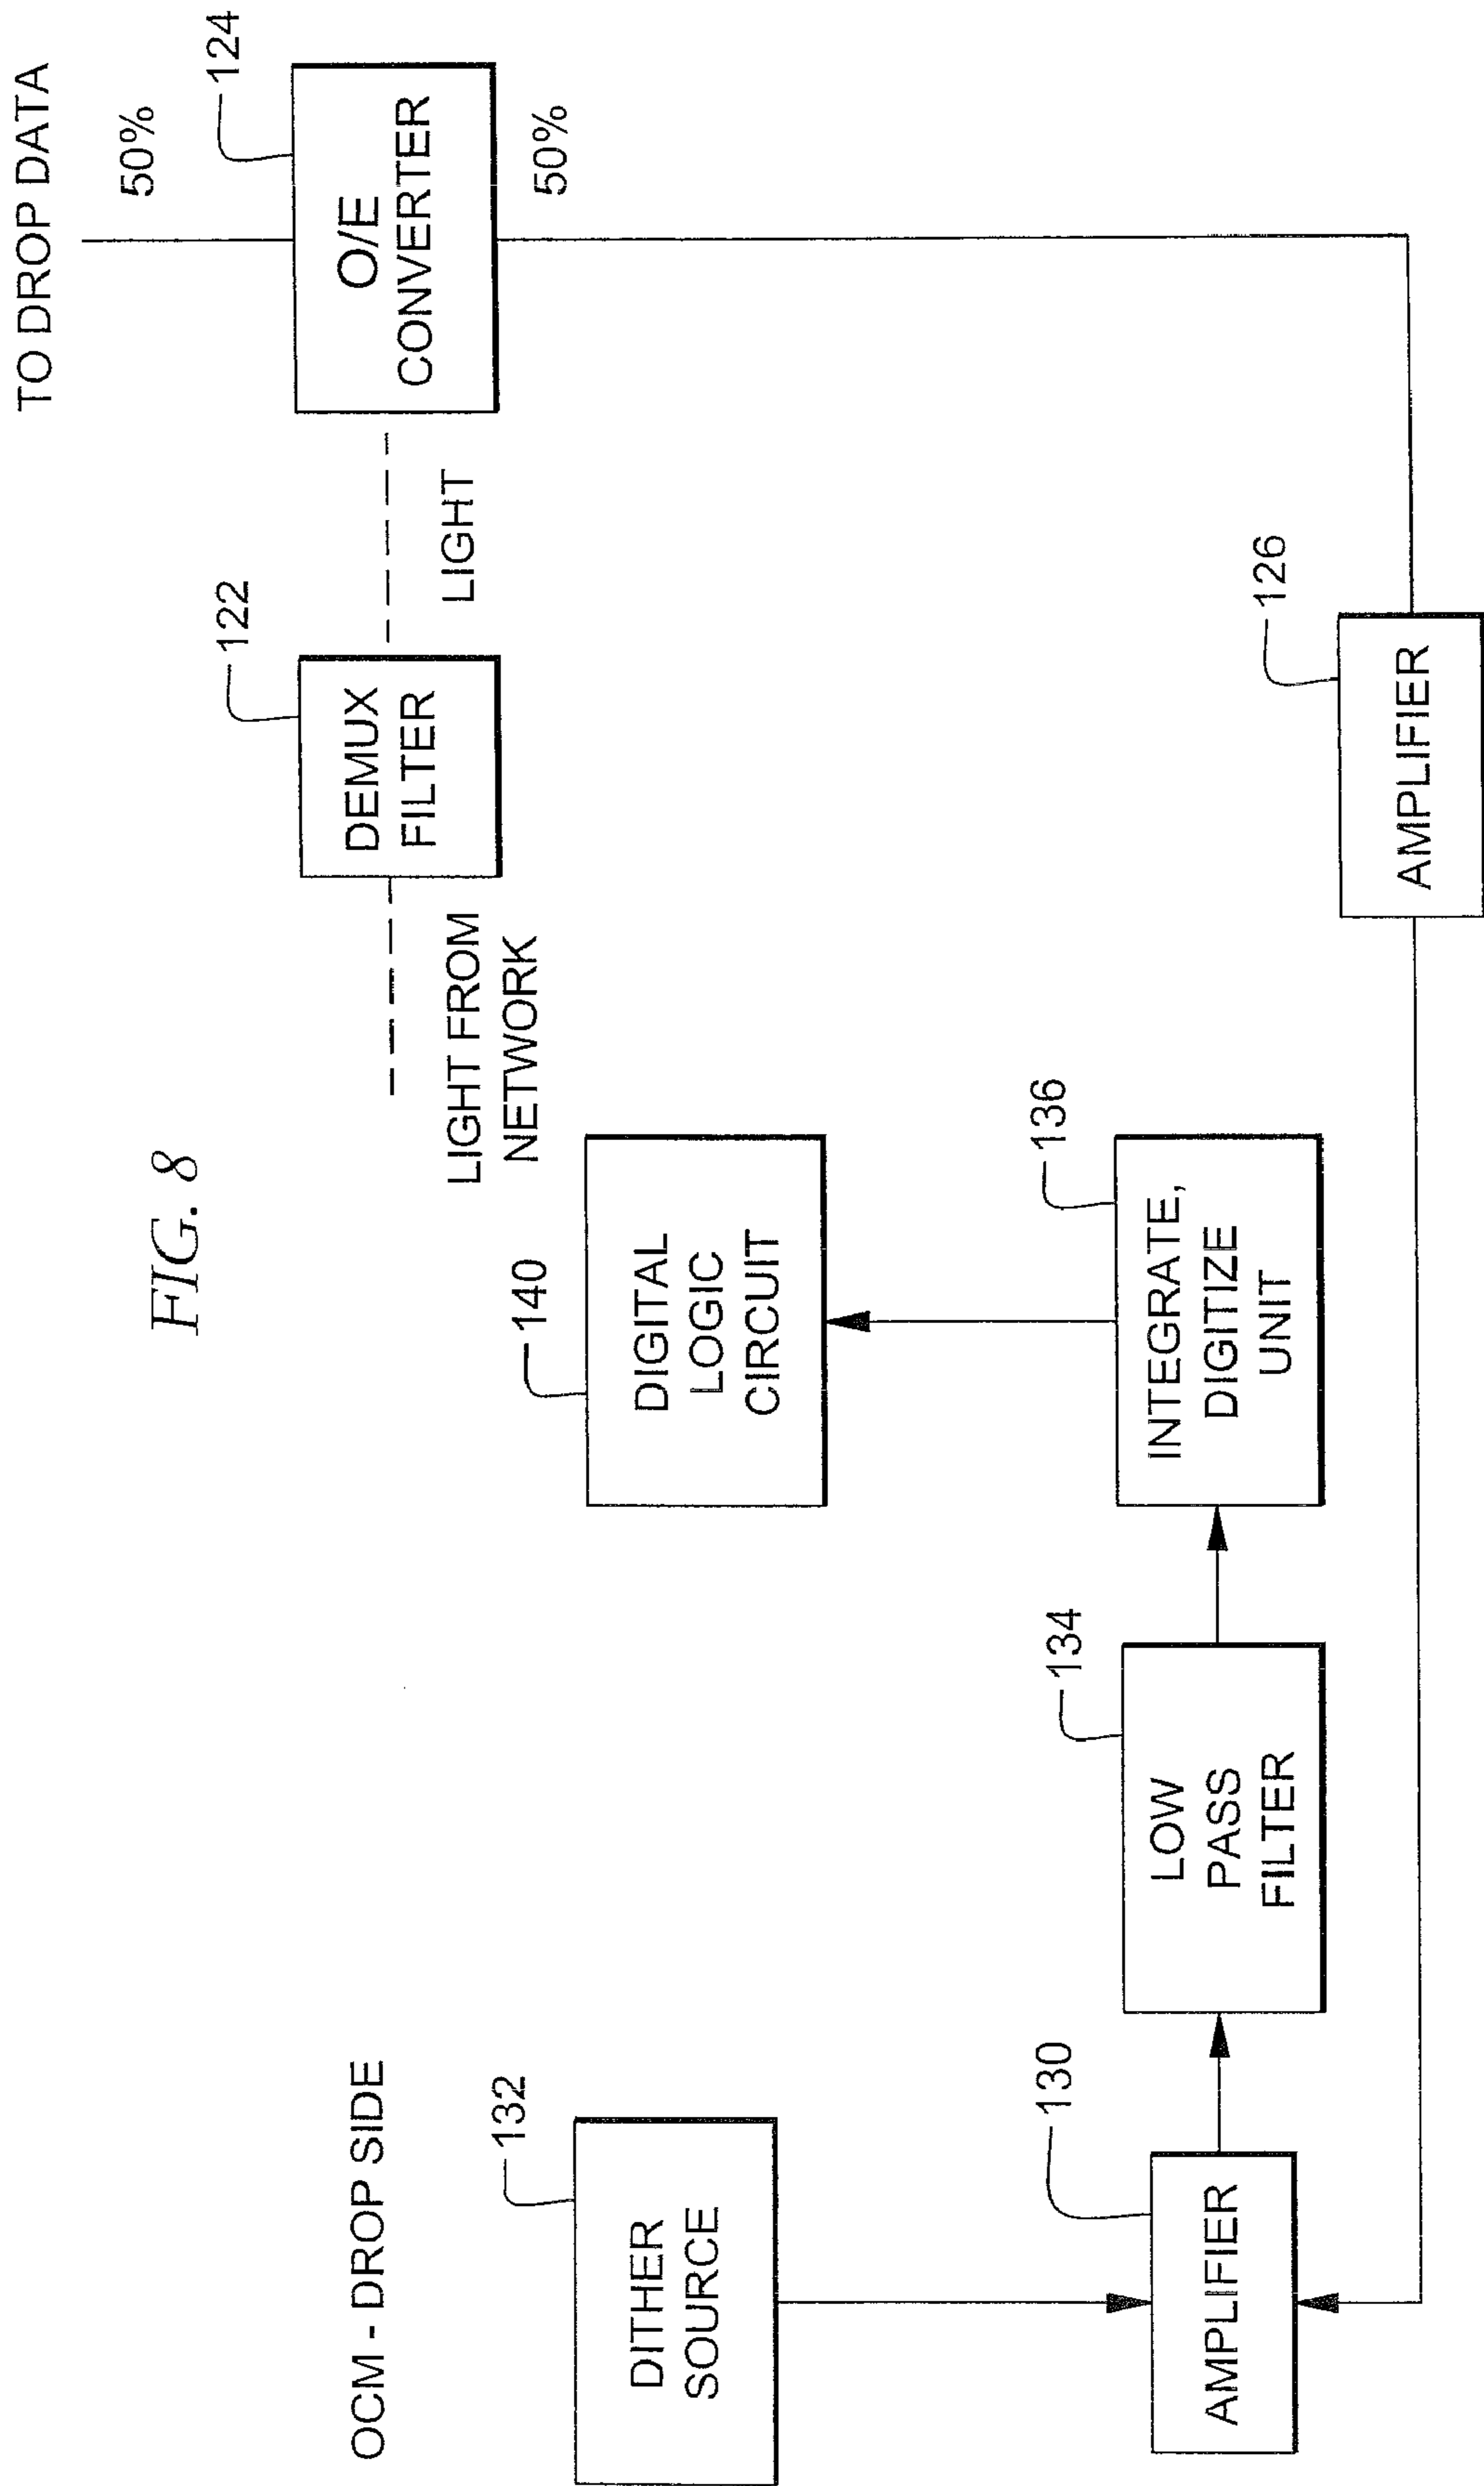 FIG. 8
OCM - DROP SIDE
TO DROP DATA
50%
124
O/E
CONVERTER
50%
LIGHT
122
DEMUX
FILTER
LIGHT FROM
NETWORK
132
DITHER
SOURCE
140
DIGITAL
LOGIC
CIRCUIT
130
AMPLIFIER
134
LOW
PASS
FILTER
136
INTEGRATE,
DIGITIZE
UNIT
126
AMPLIFIER